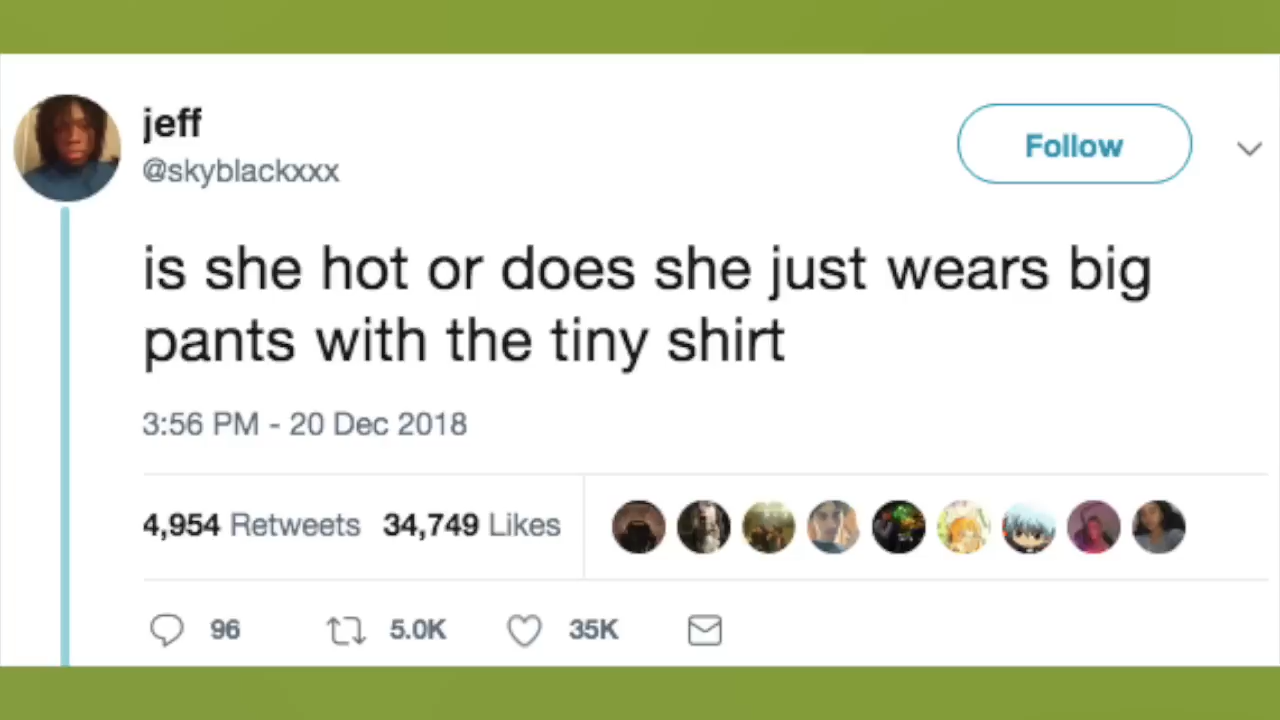 jeff
Follow
@skyblackxxx
is she hot or does she just wears big
pants with the tiny shirt
3:56 PM - 20 Dec 2018
4,954 Retweets 34,749 Likes
96 5.0K 35K